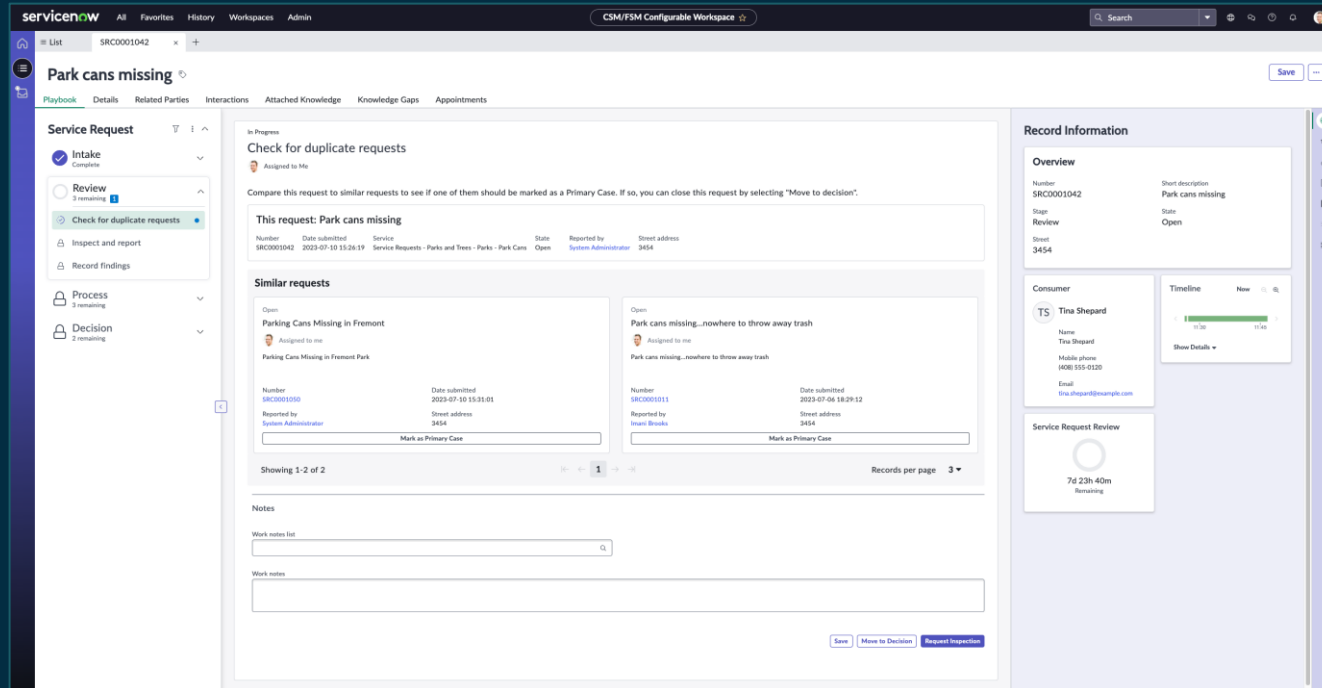 servicenow All Favorites History Workspaces Admin CSM/FSM Configurable Workspace Search
List SRC0001042 × +
Park cans missing Save ...
Playbook Details Related Parties Interactions Attached Knowledge Knowledge Gaps Appointments
Service Request
Intake
Complete
Review
3 remaining 1
Check for duplicate requests
Inspect and report
Record findings
Process
3 remaining
Decision
2 remaining
In Progress
Check for duplicate requests
Assigned to Me
Compare this request to similar requests to see if one of them should be marked as a Primary Case. If so, you can close this request by selecting "Move to decision".
This request: Park cans missing
Number Date submitted Service State Reported by Street address
SRC0001042 2023-07-10 15:26:19 Service Requests - Parks and Trees - Parks - Park Cans Open System Administrator 3454
Similar requests
Open
Parking Cans Missing in Fremont
Assigned to me
Parking Cans Missing in Fremont Park
Number Date submitted
SRC0001050 2023-07-10 15:31:01
Reported by Street address
System Administrator 3454
Mark as Primary Case
Open
Park cans missing...nowhere to throw away trash
Assigned to me
Park cans missing...nowhere to throw away trash
Number Date submitted
SRC0001011 2023-07-06 18:29:12
Reported by Street address
Imani Brooks 3454
Mark as Primary Case
Showing 1-2 of 2 1 Records per page 3
Notes
Work notes list
Work notes
Save Move to Decision Request Inspection
Record Information
Overview
Number Short description
SRC0001042 Park cans missing
Stage State
Review Open
Street
3454
Consumer
TS Tina Shepard
Name
Tina Shepard
Mobile phone
(408) 555-0120
Email
tina.shepard@example.com
Timeline Now
11:30 11:45
Show Details
Service Request Review
7d 23h 40m
Remaining